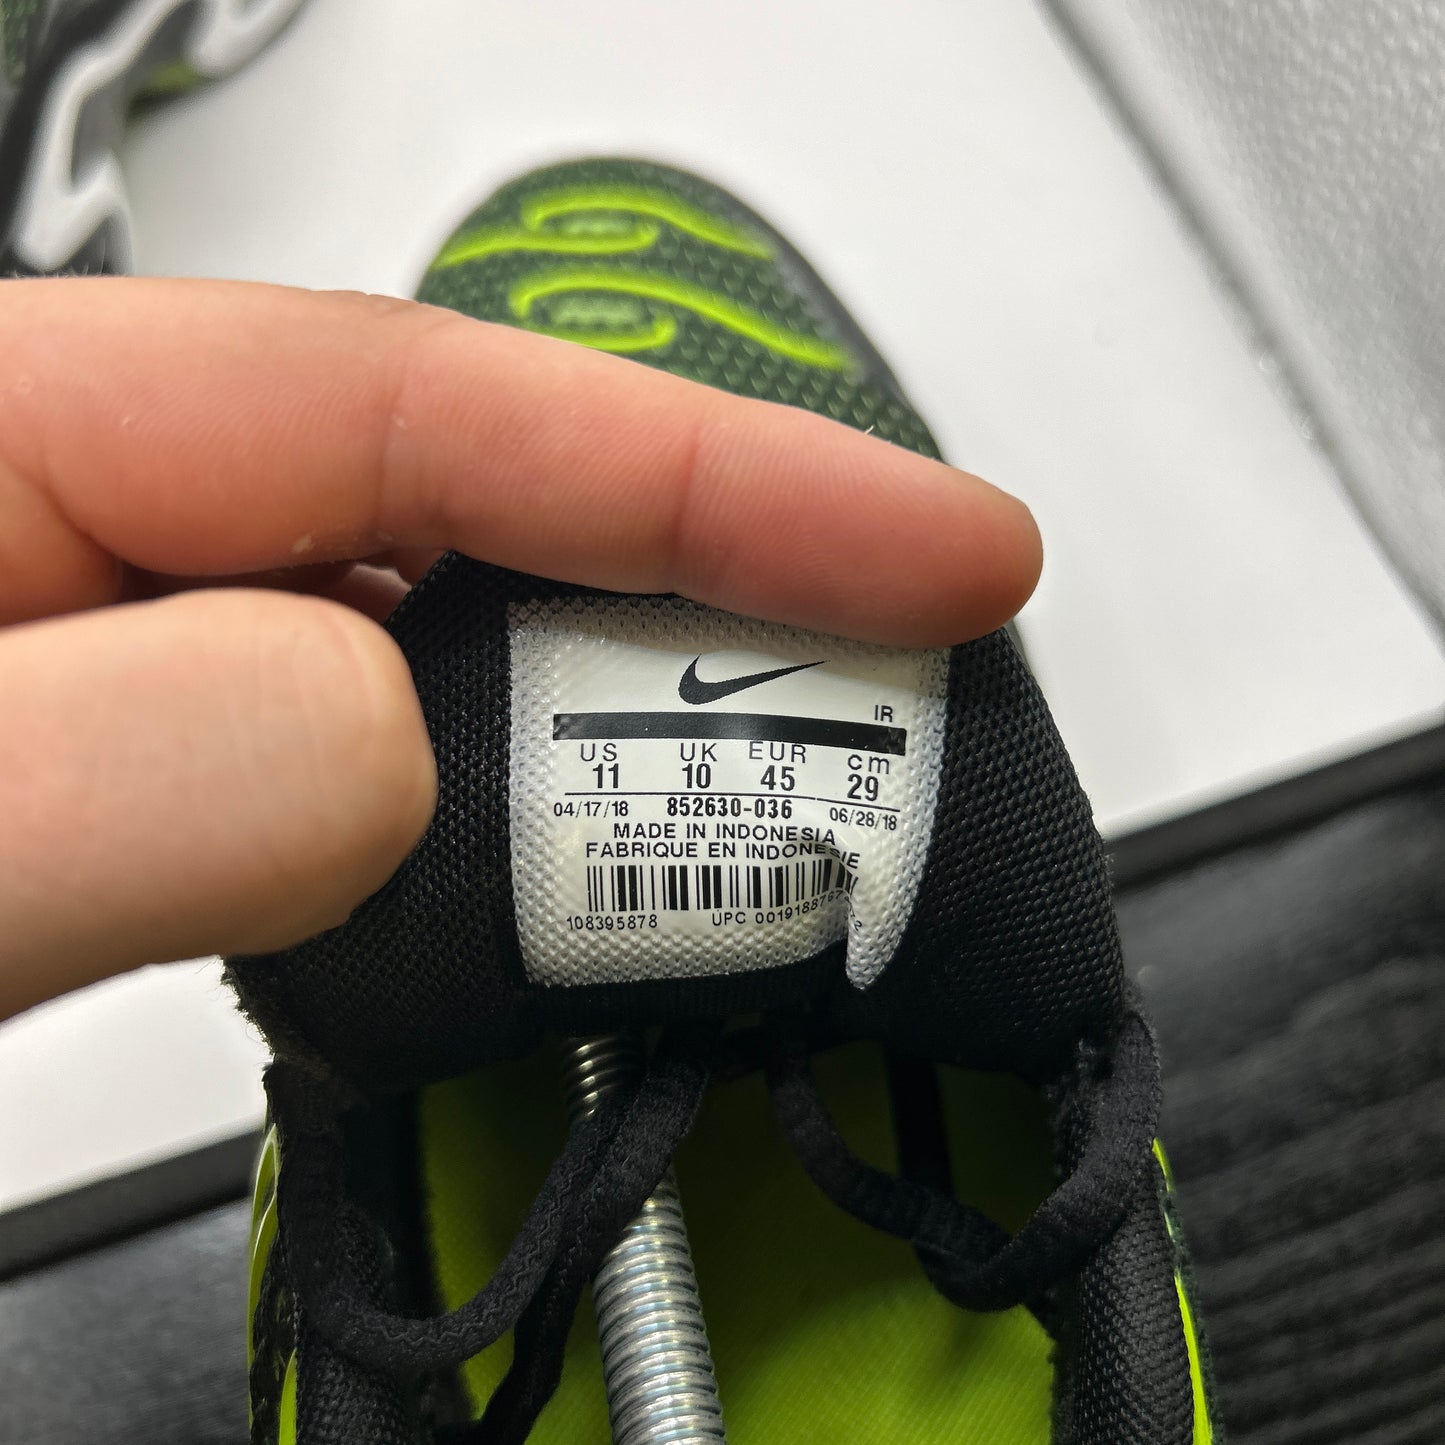 IR
US UK EUR cm
11 10 45 29
04/17/18 852630-036 06/28/18
MADE IN INDONESIA
FABRIQUE EN INDONESIE
108395878 UPC